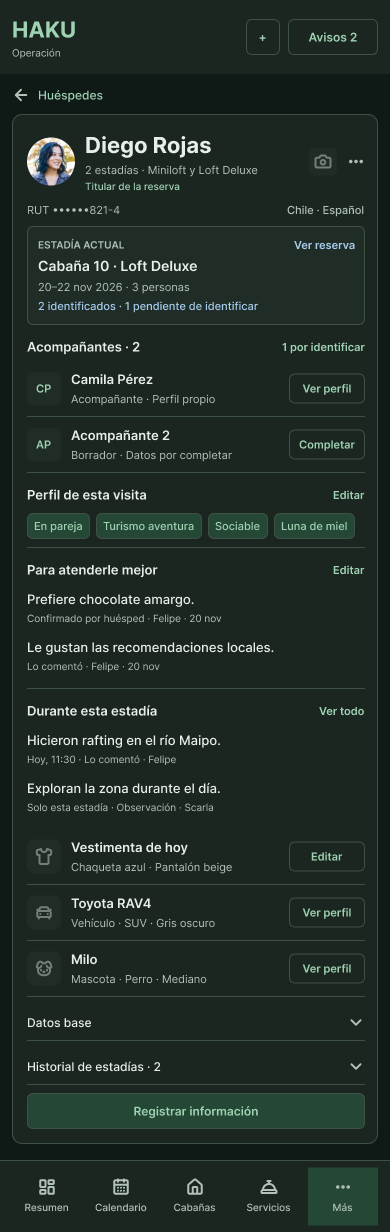 HAKU
Operación
+
Avisos 2
Huéspedes
Diego Rojas
2 estadías · Miniloft y Loft Deluxe
Titular de la reserva
RUT ••••••821-4
Chile · Español
ESTADÍA ACTUAL
Ver reserva
Cabaña 10 · Loft Deluxe
20–22 nov 2026 · 3 personas
2 identificados · 1 pendiente de identificar
Acompañantes · 2
1 por identificar
CP
Camila Pérez
Acompañante · Perfil propio
Ver perfil
AP
Acompañante 2
Borrador · Datos por completar
Completar
Perfil de esta visita
Editar
En pareja
Turismo aventura
Sociable
Luna de miel
Para atenderle mejor
Editar
Prefiere chocolate amargo.
Confirmado por huésped · Felipe · 20 nov
Le gustan las recomendaciones locales.
Lo comentó · Felipe · 20 nov
Durante esta estadía
Ver todo
Hicieron rafting en el río Maipo.
Hoy, 11:30 · Lo comentó · Felipe
Exploran la zona durante el día.
Solo esta estadía · Observación · Scarla
Vestimenta de hoy
Chaqueta azul · Pantalón beige
Editar
Toyota RAV4
Vehículo · SUV · Gris oscuro
Ver perfil
Milo
Mascota · Perro · Mediano
Ver perfil
Datos base
Historial de estadías · 2
Registrar información
Resumen
Calendario
Cabañas
Servicios
Más